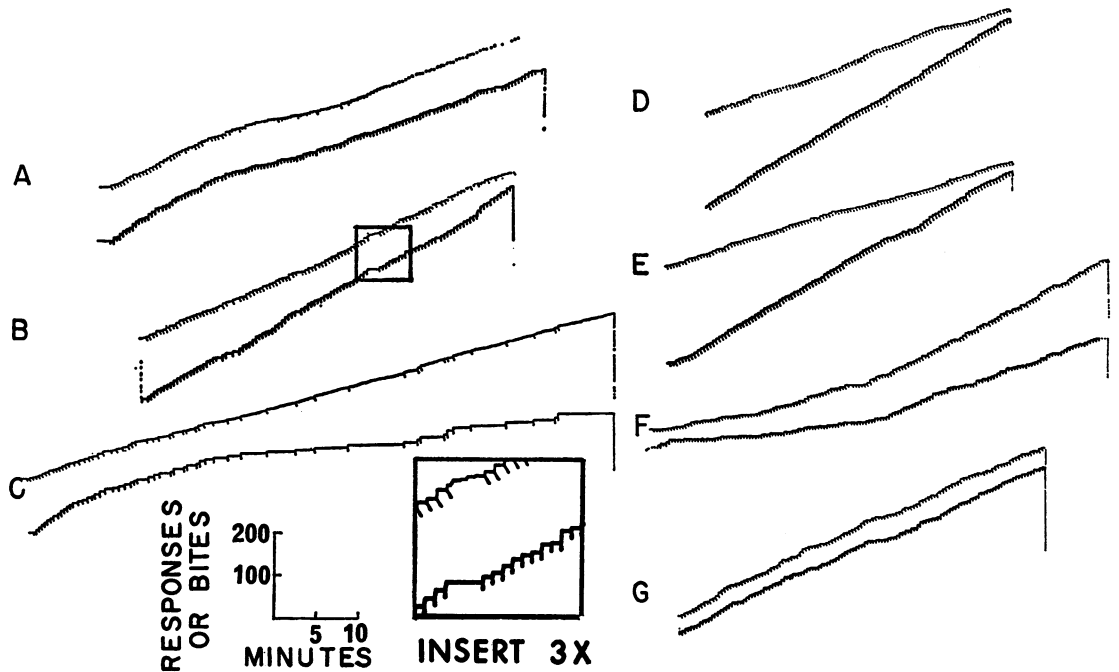 A
B
C
D
E
F
G
RESPONSES
OR BITES
200
100
5 10
MINUTES
INSERT 3X